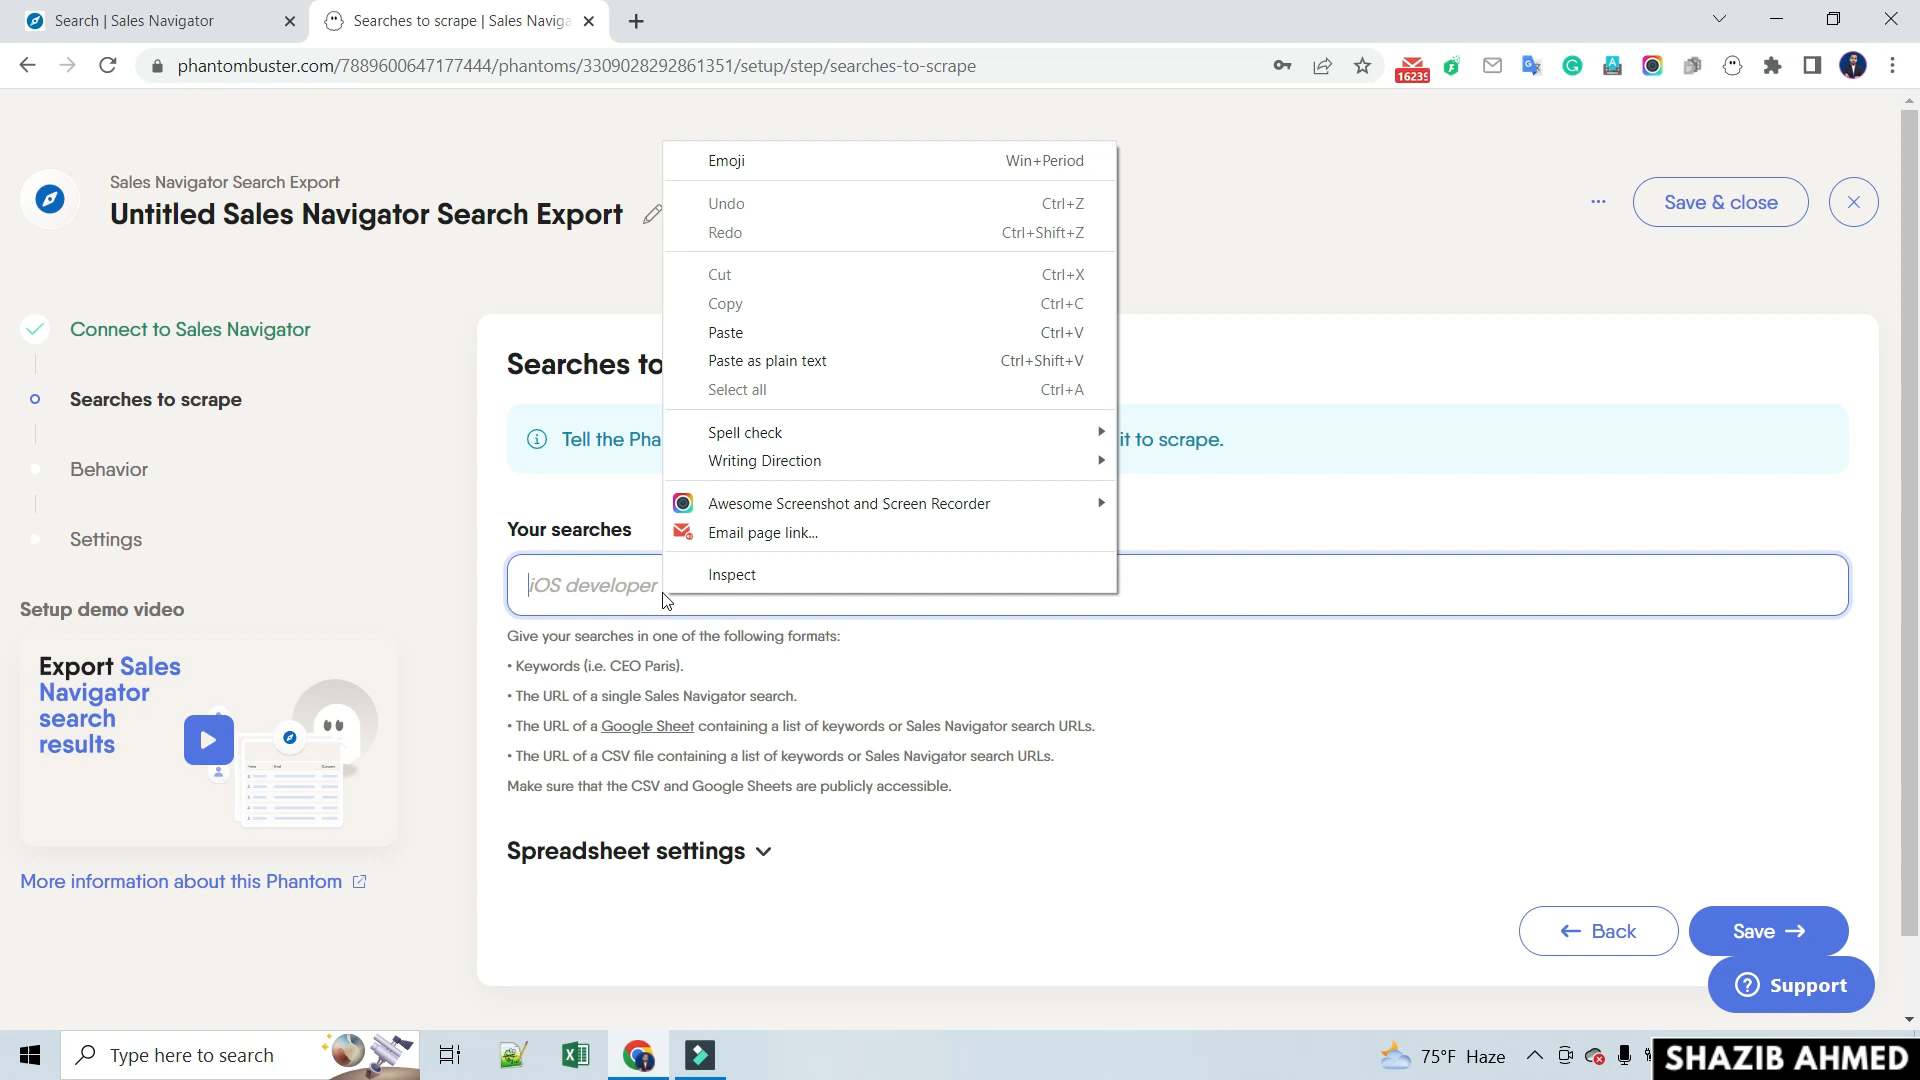 Search | Sales Navigator
Searches to scrape | Sales Naviga
phantombuster.com/7889600647177444/phantoms/3309028292861351/setup/step/searches-to-scrape
16239
Sales Navigator Search Export
Untitled Sales Navigator Search Export
Save & close
Emoji Win+Period
Undo Ctrl+Z
Redo Ctrl+Shift+Z
Cut Ctrl+X
Copy Ctrl+C
Paste Ctrl+V
Paste as plain text Ctrl+Shift+V
Select all Ctrl+A
Spell check
Writing Direction
Awesome Screenshot and Screen Recorder
Email page link...
Inspect
Connect to Sales Navigator
Searches to scrape
Behavior
Settings
Setup demo video
Export Sales
Navigator
search
results
More information about this Phantom
Searches to
Tell the Pha
it to scrape.
Your searches
iOS developer
Give your searches in one of the following formats:
• Keywords (i.e. CEO Paris).
• The URL of a single Sales Navigator search.
• The URL of a Google Sheet containing a list of keywords or Sales Navigator search URLs.
• The URL of a CSV file containing a list of keywords or Sales Navigator search URLs.
Make sure that the CSV and Google Sheets are publicly accessible.
Spreadsheet settings
Back
Save
Support
Type here to search
75°F Haze
SHAZIB AHMED